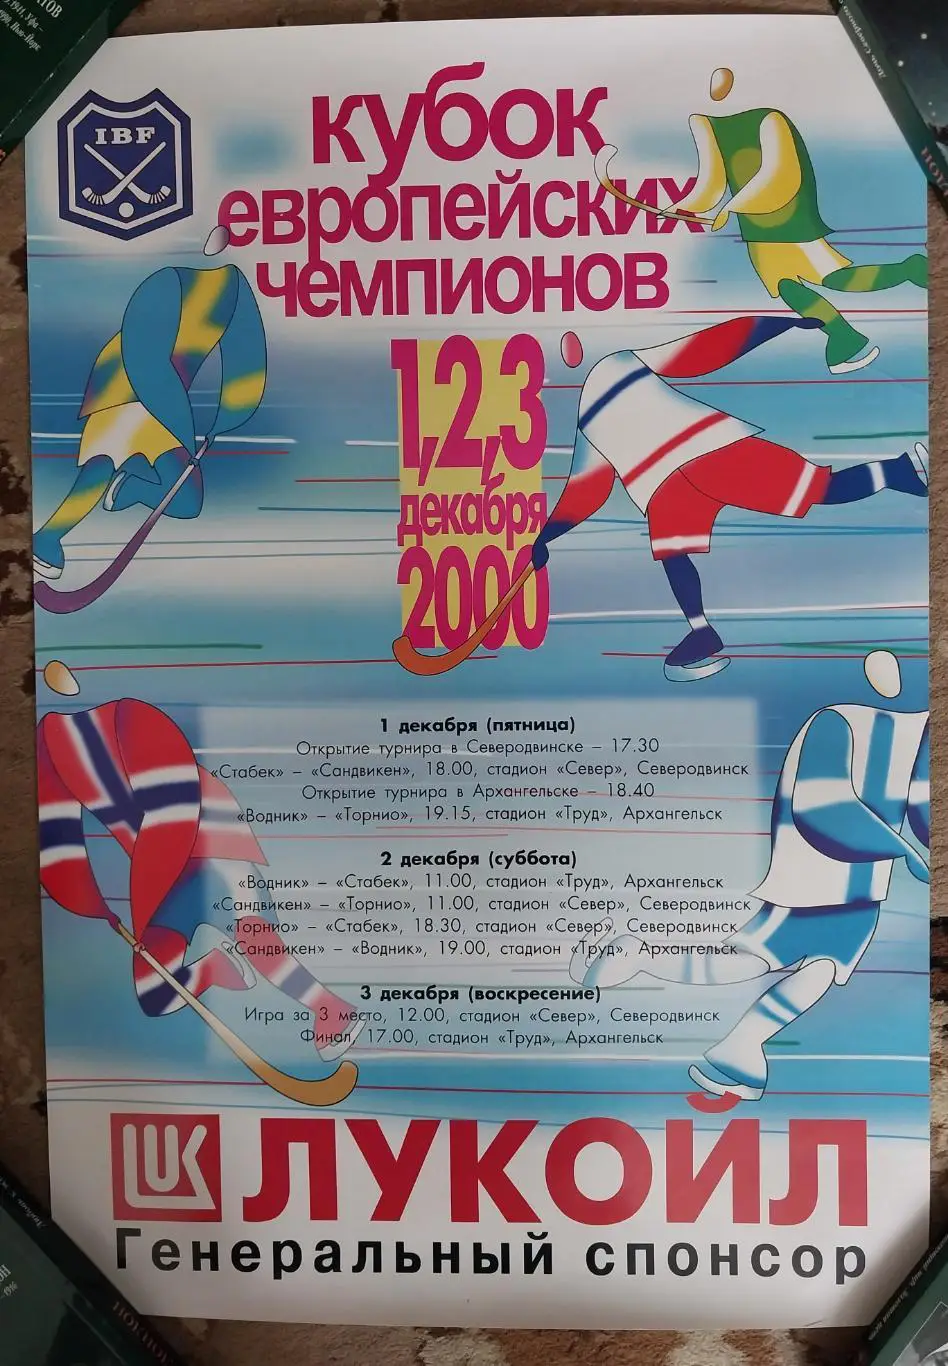 IBF
кубок
европейских
чемпионов
1,2,3
декабря
2000
1 декабря (пятница)
Открытие турнира в Северодвинске – 17.30
«Стабек» – «Сандвикен», 18.00, стадион «Север», Северодвинск
Открытие турнира в Архангельске – 18.40
«Водник» – «Торнио», 19.15, стадион «Труд», Архангельск
2 декабря (суббота)
«Водник» – «Стабек», 11.00, стадион «Труд», Архангельск
«Сандвикен» – «Торнио», 11.00, стадион «Север», Северодвинск
«Торнио» – «Стабек», 18.30, стадион «Север», Северодвинск
«Сандвикен» – «Водник», 19.00, стадион «Труд», Архангельск
3 декабря (воскресение)
Игра за 3 место, 12.00, стадион «Север», Северодвинск
Финал, 17.00, стадион «Труд», Архангельск
LUK ЛУКОЙЛ
Генеральный спонсор